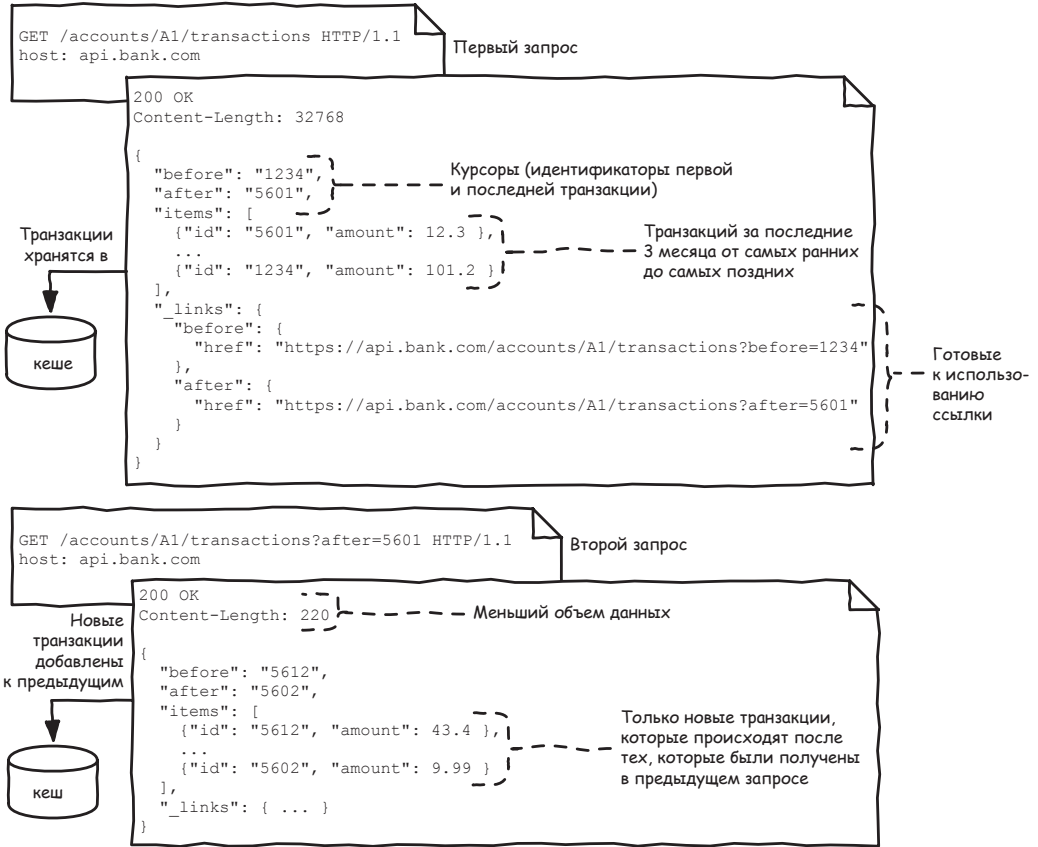 GET /accounts/A1/transactions HTTP/1.1
host: api.bank.com
Первый запрос
200 OK
Content-Length: 32768
{
"before": "1234",
"after": "5601",
"items": [
{"id": "5601", "amount": 12.3 },
...
{"id": "1234", "amount": 101.2 }
],
"_links": {
"before": {
"href": "https://api.bank.com/accounts/A1/transactions?before=1234"
},
"after": {
"href": "https://api.bank.com/accounts/A1/transactions?after=5601"
}
}
}
Курсоры (идентификаторы первой
и последней транзакции)
Транзакций за последние
3 месяца от самых ранних
до самых поздних
Транзакции
хранятся в
кеше
Готовые
к использо-
ванию
ссылки
GET /accounts/A1/transactions?after=5601 HTTP/1.1
host: api.bank.com
Второй запрос
200 OK
Content-Length: 220
Меньший объем данных
Новые
транзакции
добавлены
к предыдущим
кеш
{
"before": "5612",
"after": "5602",
"items": [
{"id": "5612", "amount": 43.4 },
...
{"id": "5602", "amount": 9.99 }
],
"_links": { ... }
}
Только новые транзакции,
которые происходят после
тех, которые были получены
в предыдущем запросе